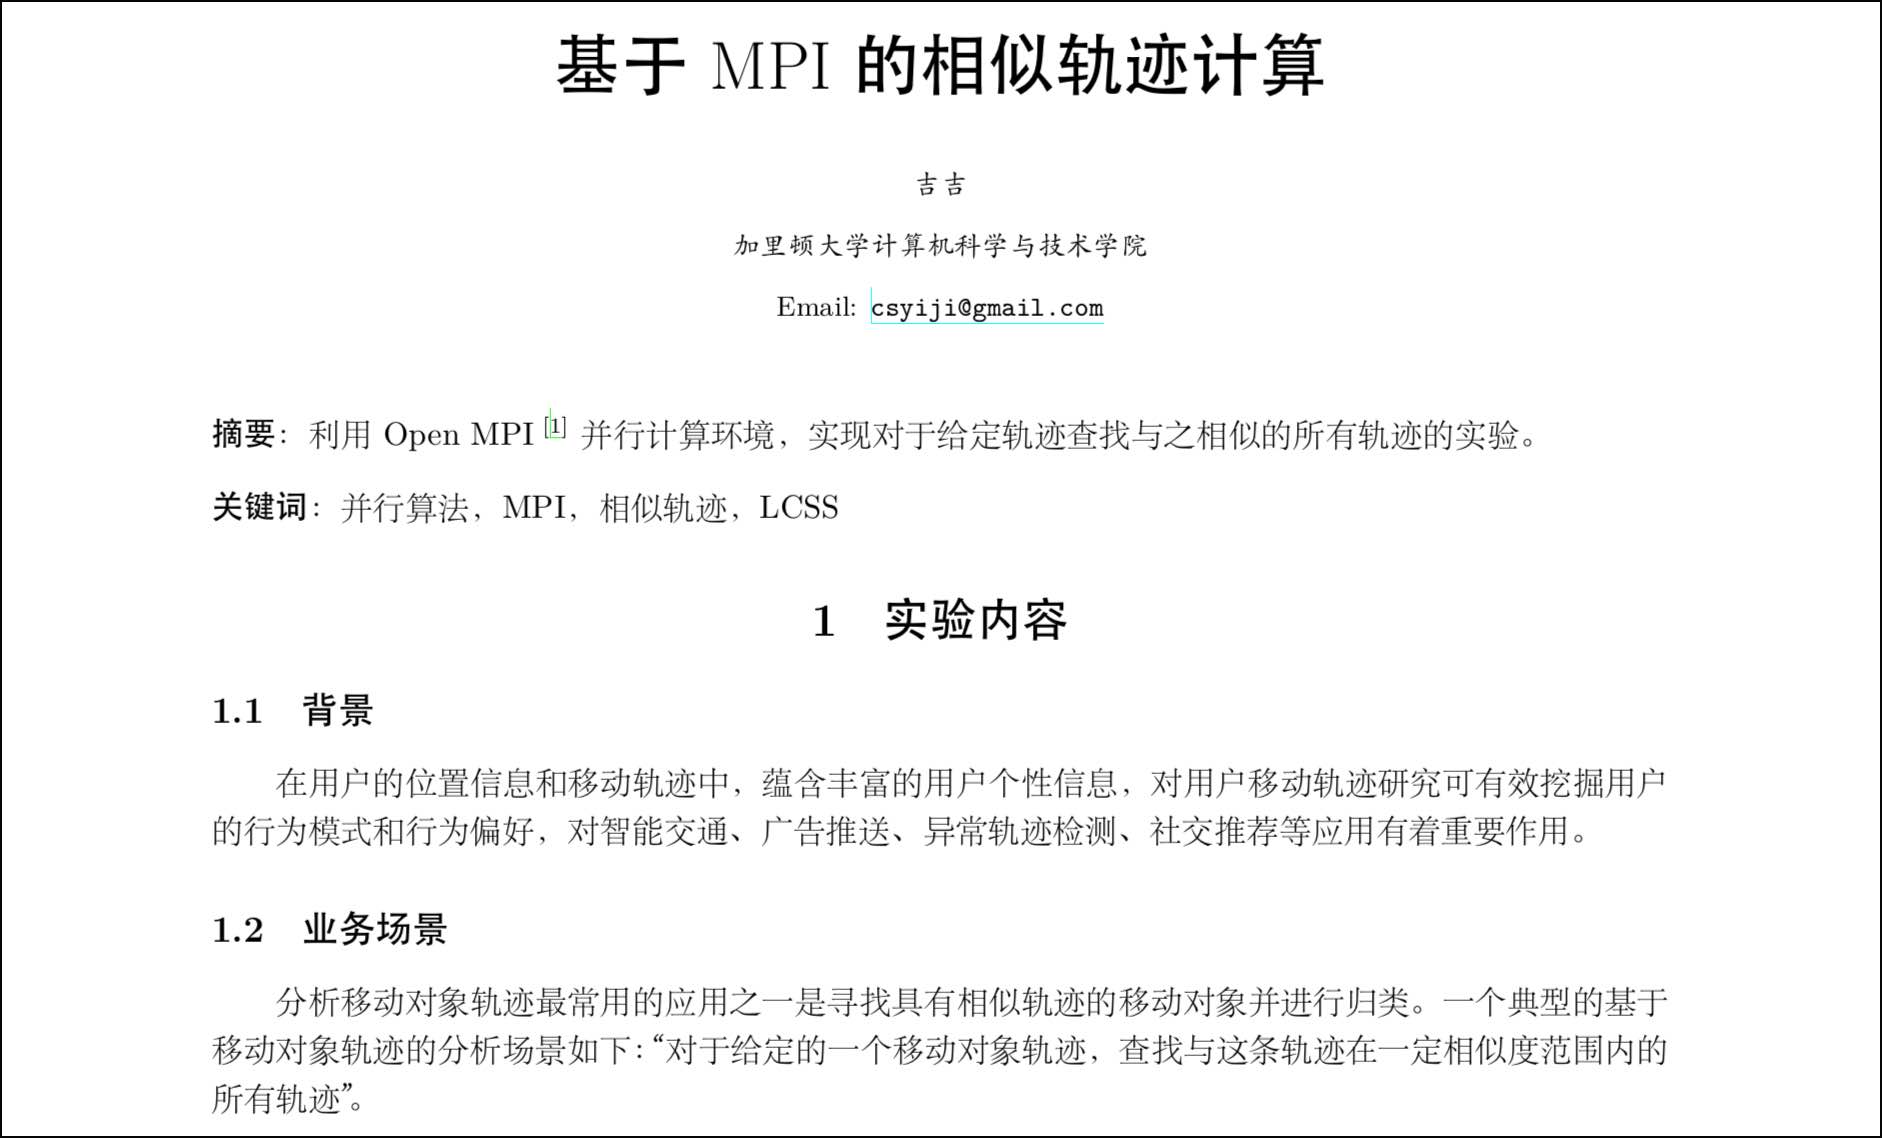 基于 MPI 的相似轨迹计算
吉吉
加里顿大学计算机科学与技术学院
Email: csyiji@gmail.com
摘要：利用 Open MPI [1] 并行计算环境，实现对于给定轨迹查找与之相似的所有轨迹的实验。
关键词：并行算法，MPI，相似轨迹，LCSS
1 实验内容
1.1 背景
在用户的位置信息和移动轨迹中，蕴含丰富的用户个性信息，对用户移动轨迹研究可有效挖掘用户
的行为模式和行为偏好，对智能交通、广告推送、异常轨迹检测、社交推荐等应用有着重要作用。
1.2 业务场景
分析移动对象轨迹最常用的应用之一是寻找具有相似轨迹的移动对象并进行归类。一个典型的基于
移动对象轨迹的分析场景如下：“对于给定的一个移动对象轨迹，查找与这条轨迹在一定相似度范围内的
所有轨迹”。